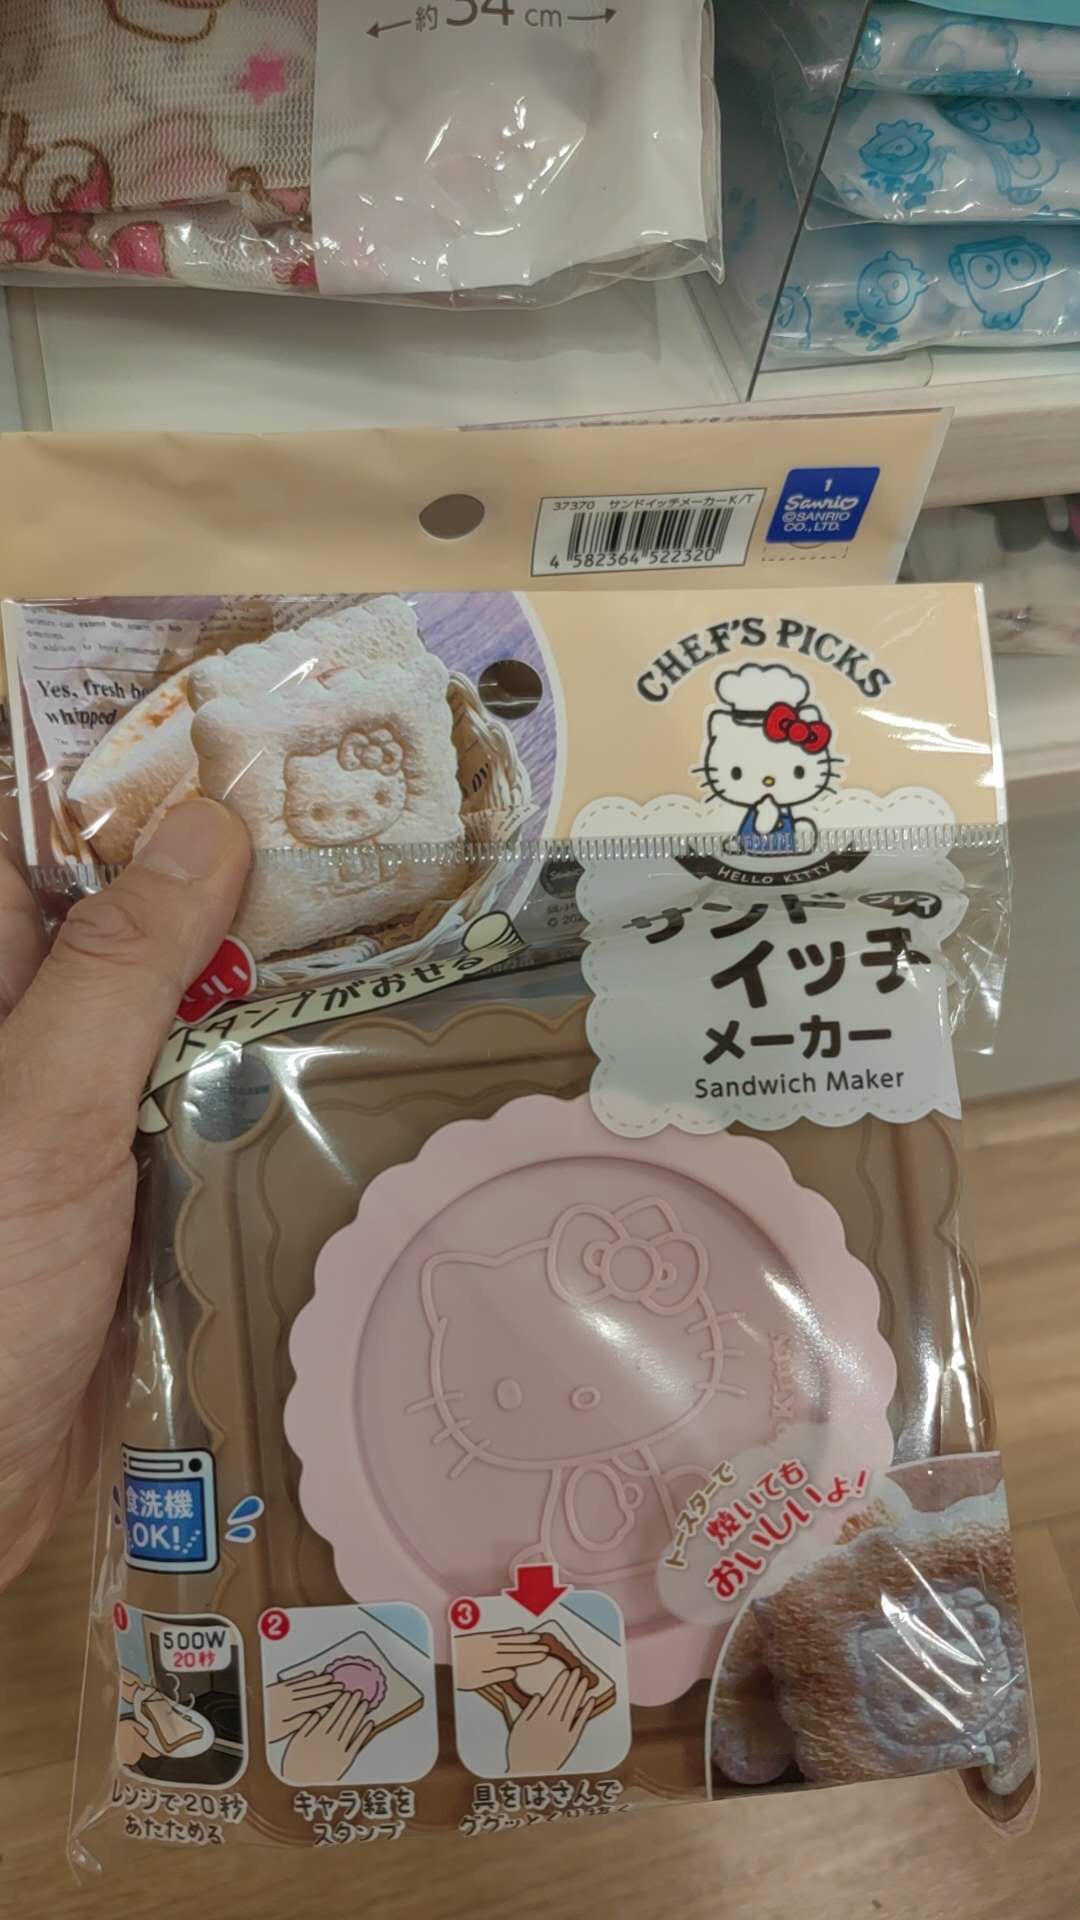 約34cm
37370 サンドイッチメーカーK/T
4 582364 522320
1
Sanrio
©SANRIO
CO., LTD.
Yes, fresh
whipped
CHEF'S PICKS
HELLO KITTY
サンド
イッチ
メーカー
Sandwich Maker
スタンプがおせる
食洗機
OK!
トースターで
焼いても
おいしいよ!
1
500W
20秒
レンジで20秒
あたためる
2
キャラ絵を
スタンプ
3
具をはさんで